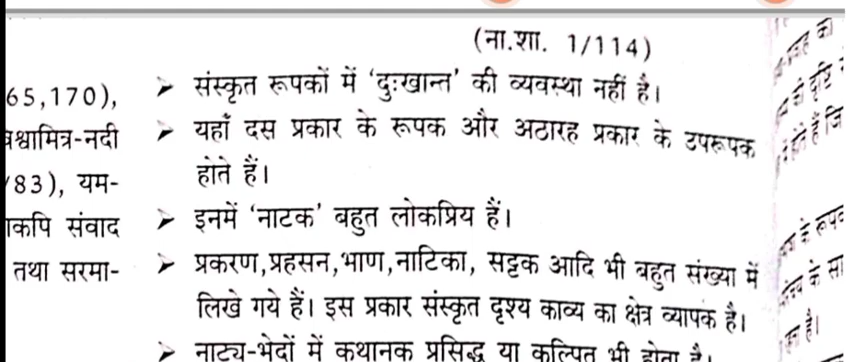 65,170),
विश्वामित्र-नदी
/83), यम-
तथा सरमा-
संवाद
(ना.शा. 1/114)
➢ संस्कृत रूपकों में 'दुःखान्त' की व्यवस्था नहीं है।
➢ यहाँ दस प्रकार के रूपक और अठारह प्रकार के उपरूपक
होते हैं।
➢ इनमें 'नाटक' बहुत लोकप्रिय हैं।
➢ प्रकरण,प्रहसन,भाण,नाटिका, सट्टक आदि भी बहुत संख्या में
लिखे गये हैं। इस प्रकार संस्कृत दृश्य काव्य का क्षेत्र व्यापक है।
➢ नाट्य-भेदों में कथानक प्रसिद्ध या कल्पित भी होता है।